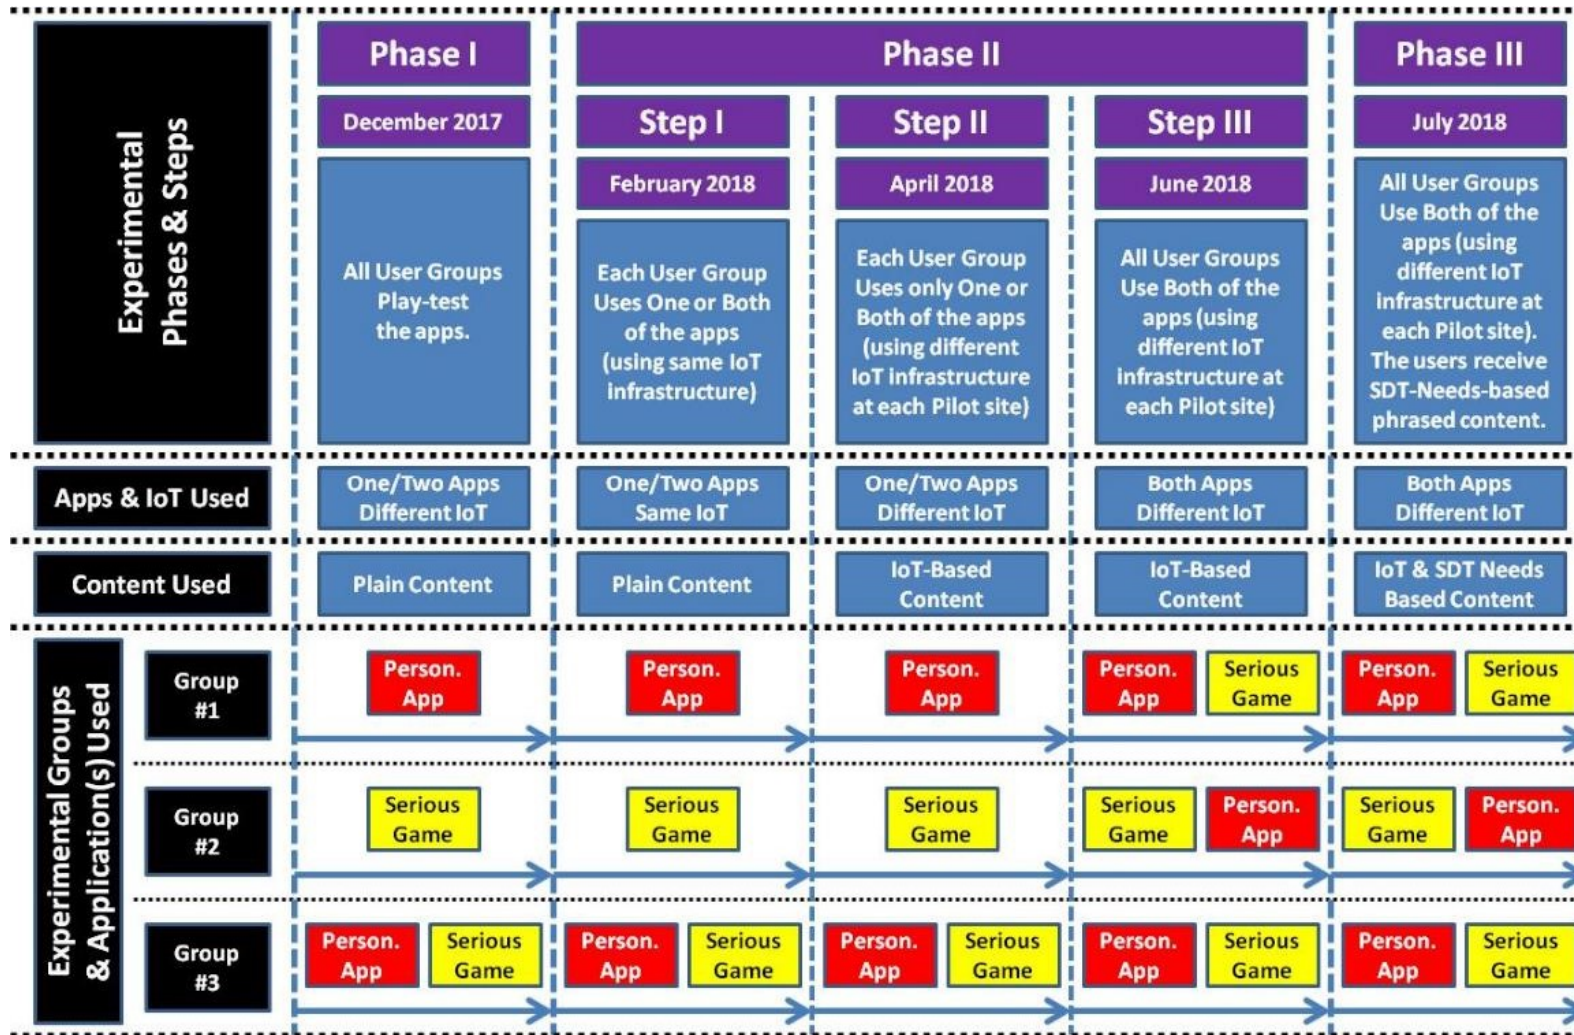 Experimental
Phases & Steps
Phase I
Phase II
Phase III
December 2017
Step I
Step II
Step III
July 2018
February 2018
April 2018
June 2018
All User Groups
Play-test
the apps.
Each User Group
Uses One or Both
of the apps
(using same IoT
infrastructure)
Each User Group
Uses only One or
Both of the apps
(using different
IoT infrastructure
at each Pilot site)
All User Groups
Use Both of the
apps (using
different IoT
infrastructure at
each Pilot site)
All User Groups
Use Both of the
apps (using
different IoT
infrastructure at
each Pilot site).
The users receive
SDT-Needs-based
phrased content.
Apps & IoT Used
One/Two Apps
Different IoT
One/Two Apps
Same IoT
One/Two Apps
Different IoT
Both Apps
Different IoT
Both Apps
Different IoT
Content Used
Plain Content
Plain Content
IoT-Based
Content
IoT-Based
Content
IoT & SDT Needs
Based Content
Experimental Groups
& Application(s) Used
Group
#1
Person.
App
Person.
App
Person.
App
Person.
App
Serious
Game
Person.
App
Serious
Game
Group
#2
Serious
Game
Serious
Game
Serious
Game
Serious
Game
Person.
App
Serious
Game
Person.
App
Group
#3
Person.
App
Serious
Game
Person.
App
Serious
Game
Person.
App
Serious
Game
Person.
App
Serious
Game
Person.
App
Serious
Game